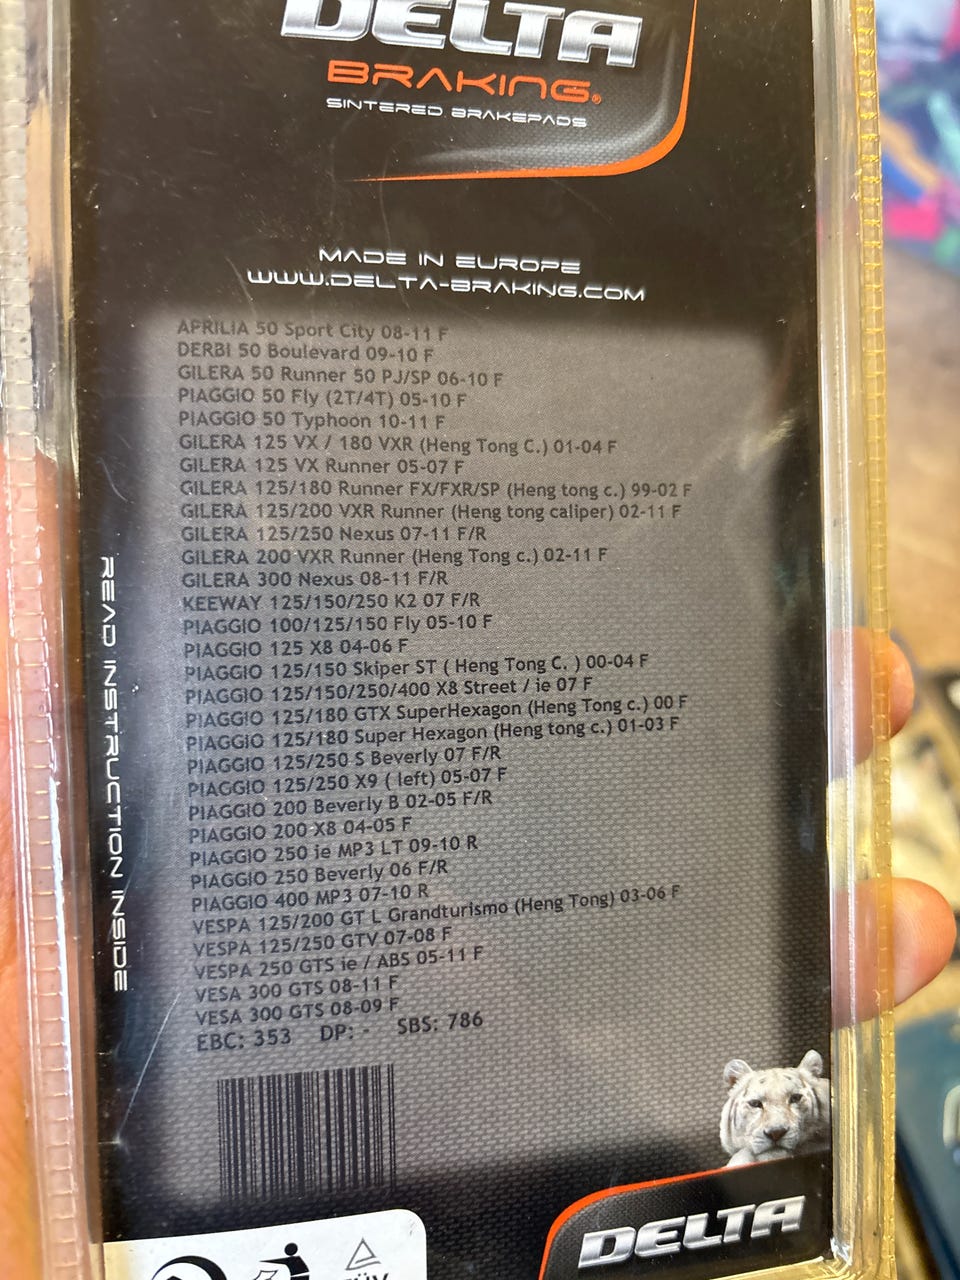 DELTA
BRAKING®
SINTERED BRAKEPADS
MADE IN EUROPE
WWW.DELTA-BRAKING.COM
APRILIA 50 Sport City 08-11 F
DERBI 50 Boulevard 09-10 F
GILERA 50 Runner 50 PJ/SP 06-10 F
PIAGGIO 50 Fly (2T/4T) 05-10 F
PIAGGIO 50 Typhoon 10-11 F
GILERA 125 VX / 180 VXR (Heng Tong C.) 01-04 F
GILERA 125 VX Runner 05-07 F
GILERA 125/180 Runner FX/FXR/SP (Heng tong c.) 99-02 F
GILERA 125/200 VXR Runner (Heng tong caliper) 02-11 F
GILERA 125/250 Nexus 07-11 F/R
GILERA 200 VXR Runner (Heng Tong c.) 02-11 F
GILERA 300 Nexus 08-11 F/R
KEEWAY 125/150/250 K2 07 F/R
PIAGGIO 100/125/150 Fly 05-10 F
PIAGGIO 125 X8 04-06 F
PIAGGIO 125/150 Skiper ST ( Heng Tong C. ) 00-04 F
PIAGGIO 125/150/250/400 X8 Street / ie 07 F
PIAGGIO 125/180 GTX SuperHexagon (Heng Tong c.) 00 F
PIAGGIO 125/180 Super Hexagon (Heng tong c.) 01-03 F
PIAGGIO 125/250 S Beverly 07 F/R
PIAGGIO 125/250 X9 ( left) 05-07 F
PIAGGIO 200 Beverly B 02-05 F/R
PIAGGIO 200 X8 04-05 F
PIAGGIO 250 ie MP3 LT 09-10 R
PIAGGIO 250 Beverly 06 F/R
PIAGGIO 400 MP3 07-10 R
VESPA 125/200 GT L Grandturismo (Heng Tong) 03-06 F
VESPA 125/250 GTV 07-08 F
VESPA 250 GTS ie / ABS 05-11 F
VESA 300 GTS 08-11 F
VESA 300 GTS 08-09 F
EBC: 353 DP: - SBS: 786
READ INSTRUCTION INSIDE
DELTA
TÜV